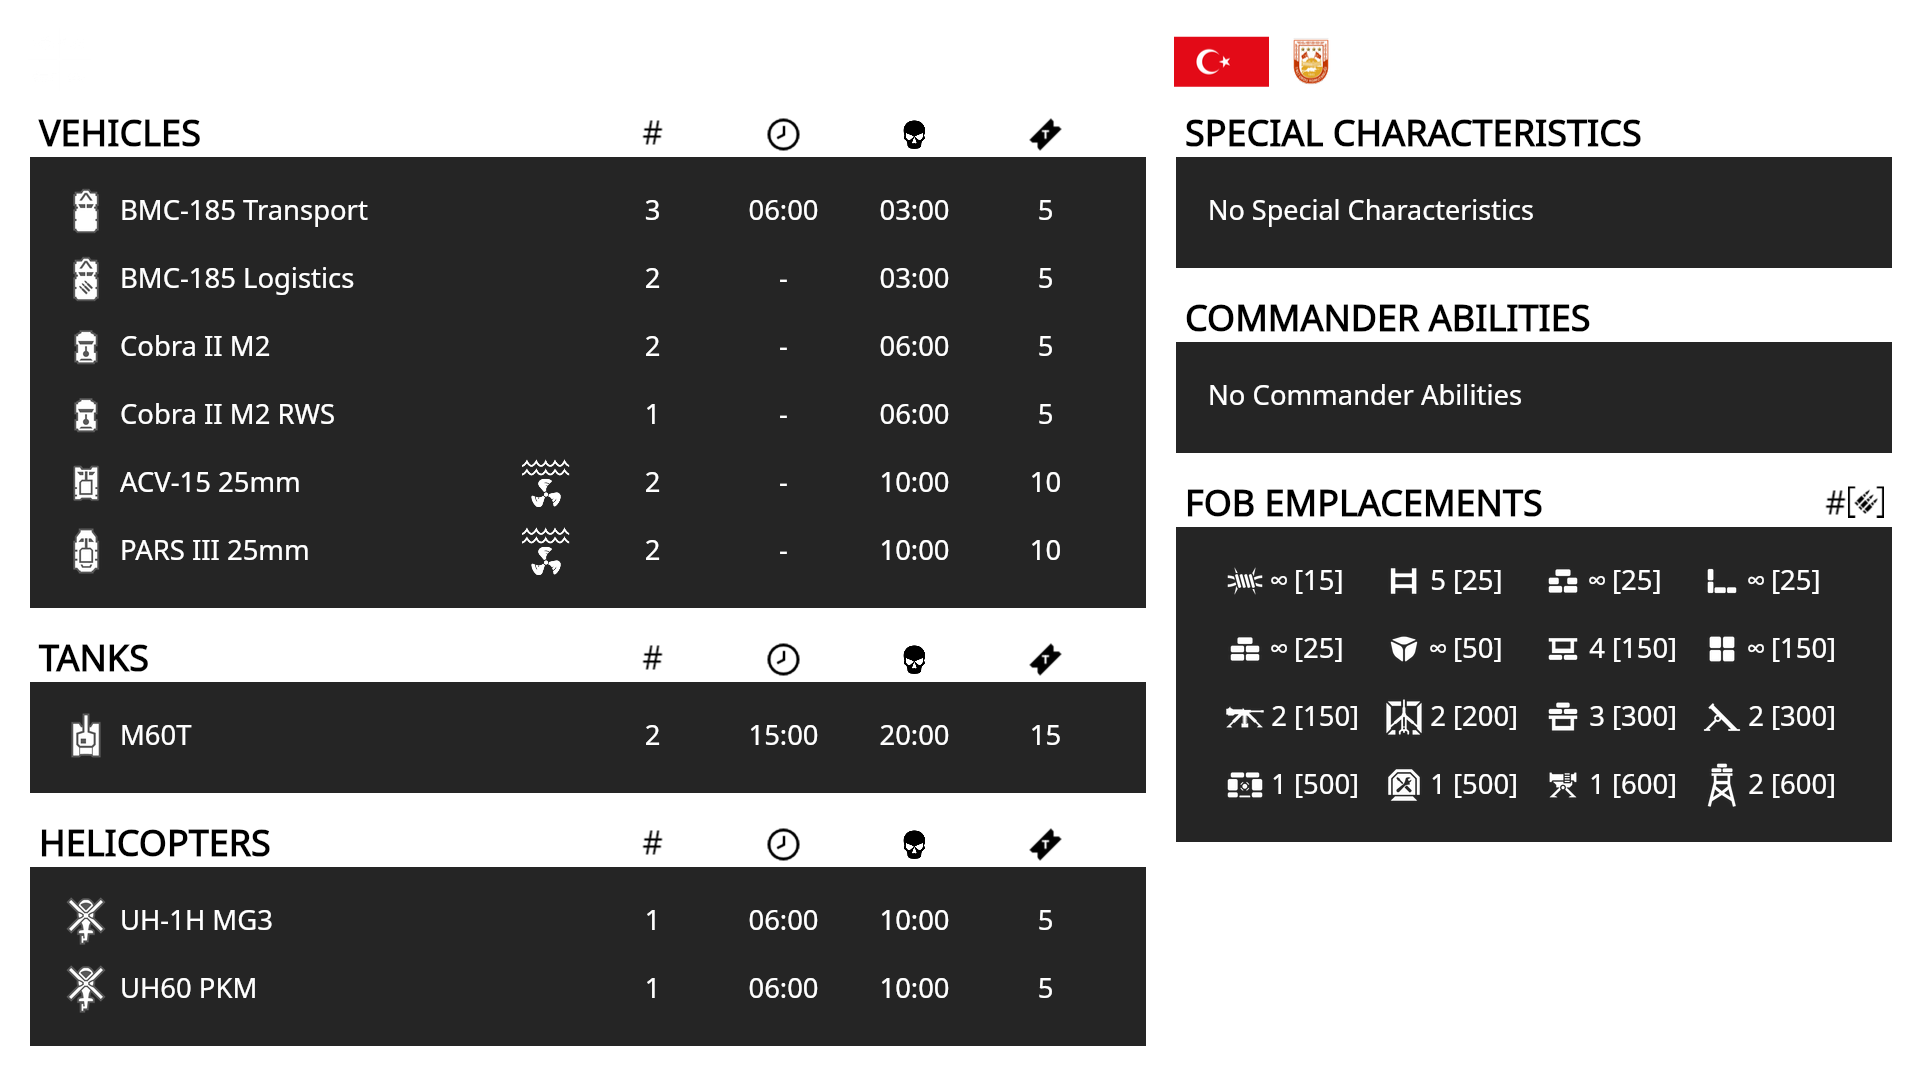 VEHICLES #
BMC-185 Transport 3 06:00 03:00 5
BMC-185 Logistics 2 - 03:00 5
Cobra II M2 2 - 06:00 5
Cobra II M2 RWS 1 - 06:00 5
ACV-15 25mm 2 - 10:00 10
PARS III 25mm 2 - 10:00 10
TANKS #
M60T 2 15:00 20:00 15
HELICOPTERS #
UH-1H MG3 1 06:00 10:00 5
UH60 PKM 1 06:00 10:00 5
SPECIAL CHARACTERISTICS
No Special Characteristics
COMMANDER ABILITIES
No Commander Abilities
FOB EMPLACEMENTS #[ ]
∞ [15] 5 [25] ∞ [25] ∞ [25]
∞ [25] ∞ [50] 4 [150] ∞ [150]
2 [150] 2 [200] 3 [300] 2 [300]
1 [500] 1 [500] 1 [600] 2 [600]